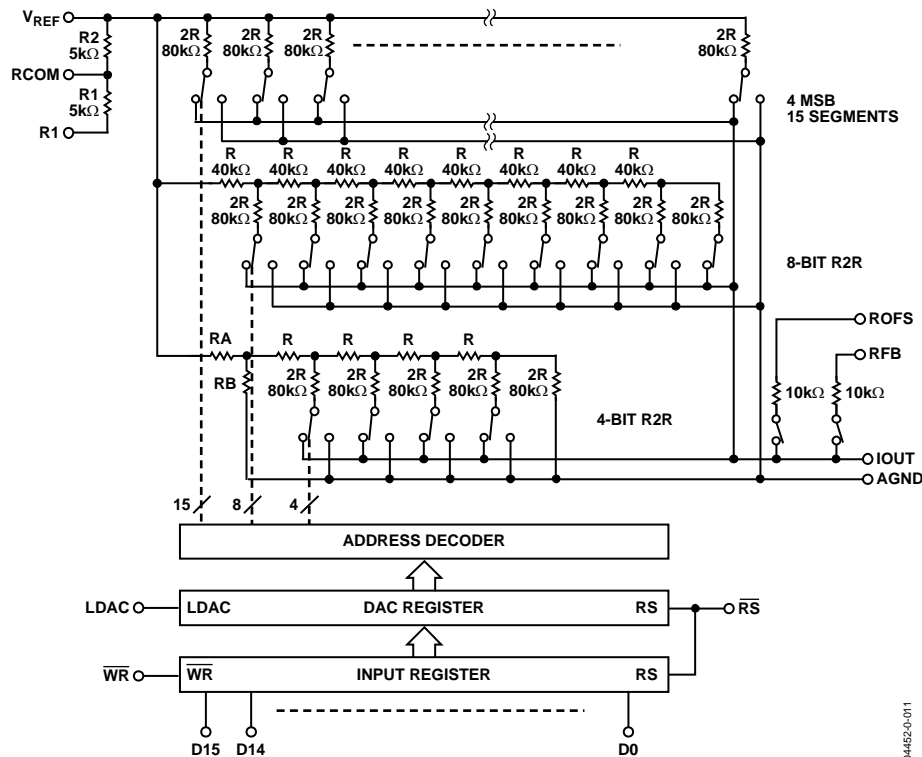 VREF
R2
5kΩ
RCOM
R1
5kΩ
R1
2R 2R 2R 2R
80kΩ 80kΩ 80kΩ 80kΩ
4 MSB
15 SEGMENTS
R R R R R R R R
40kΩ 40kΩ 40kΩ 40kΩ 40kΩ 40kΩ 40kΩ 40kΩ
2R 2R 2R 2R 2R 2R 2R 2R 2R
80kΩ 80kΩ 80kΩ 80kΩ 80kΩ 80kΩ 80kΩ 80kΩ 80kΩ
8-BIT R2R
ROFS
RA R R R R
RFB
RB
2R 2R 2R 2R 2R
80kΩ 80kΩ 80kΩ 80kΩ 80kΩ
10kΩ 10kΩ
4-BIT R2R
IOUT
AGND
15 8 4
ADDRESS DECODER
LDAC LDAC DAC REGISTER RS R̅S̅
W̅R̅ W̅R̅ INPUT REGISTER RS
D15 D14 D0
04452-0-011